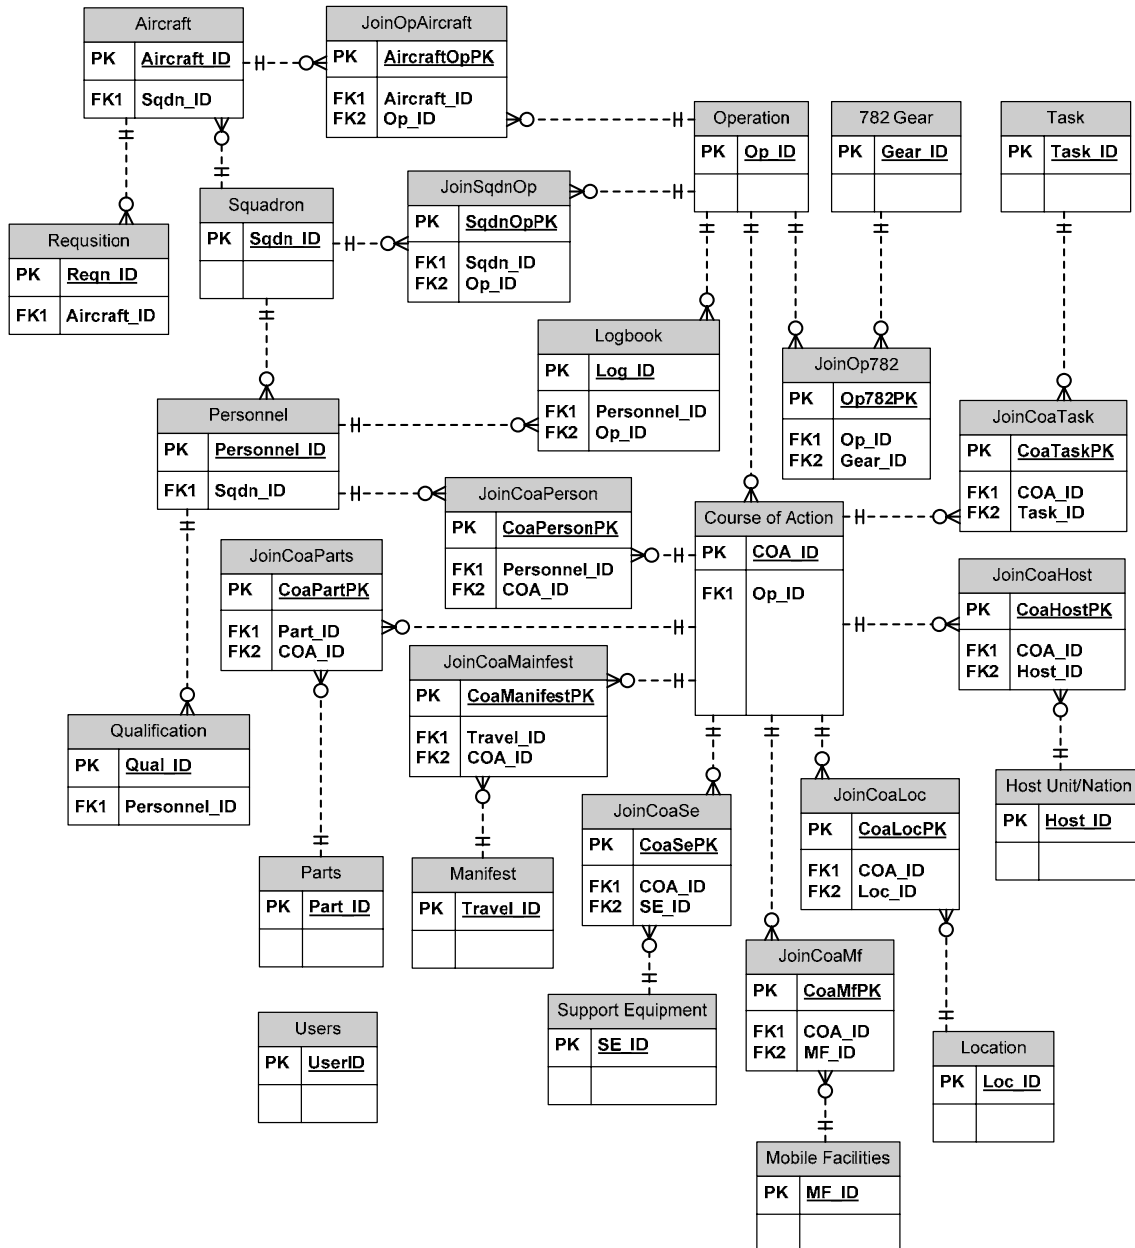 Aircraft
PK Aircraft_ID
FK1 Sqdn_ID
JoinOpAircraft
PK AircraftOpPK
FK1 Aircraft_ID
FK2 Op_ID
Operation
PK Op_ID
782 Gear
PK Gear_ID
Task
PK Task_ID
JoinSqdnOp
PK SqdnOpPK
FK1 Sqdn_ID
FK2 Op_ID
Squadron
PK Sqdn_ID
Requsition
PK Reqn_ID
FK1 Aircraft_ID
Logbook
PK Log_ID
FK1 Personnel_ID
FK2 Op_ID
JoinOp782
PK Op782PK
FK1 Op_ID
FK2 Gear_ID
Personnel
PK Personnel_ID
FK1 Sqdn_ID
JoinCoaTask
PK CoaTaskPK
FK1 COA_ID
FK2 Task_ID
JoinCoaPerson
PK CoaPersonPK
FK1 Personnel_ID
FK2 COA_ID
Course of Action
PK COA_ID
FK1 Op_ID
JoinCoaParts
PK CoaPartPK
FK1 Part_ID
FK2 COA_ID
JoinCoaHost
PK CoaHostPK
FK1 COA_ID
FK2 Host_ID
JoinCoaMainfest
PK CoaManifestPK
FK1 Travel_ID
FK2 COA_ID
Qualification
PK Qual_ID
FK1 Personnel_ID
JoinCoaSe
PK CoaSePK
FK1 COA_ID
FK2 SE_ID
JoinCoaLoc
PK CoaLocPK
FK1 COA_ID
FK2 Loc_ID
Host Unit/Nation
PK Host_ID
Parts
PK Part_ID
Manifest
PK Travel_ID
JoinCoaMf
PK CoaMfPK
FK1 COA_ID
FK2 MF_ID
Users
PK UserID
Support Equipment
PK SE_ID
Location
PK Loc_ID
Mobile Facilities
PK MF_ID